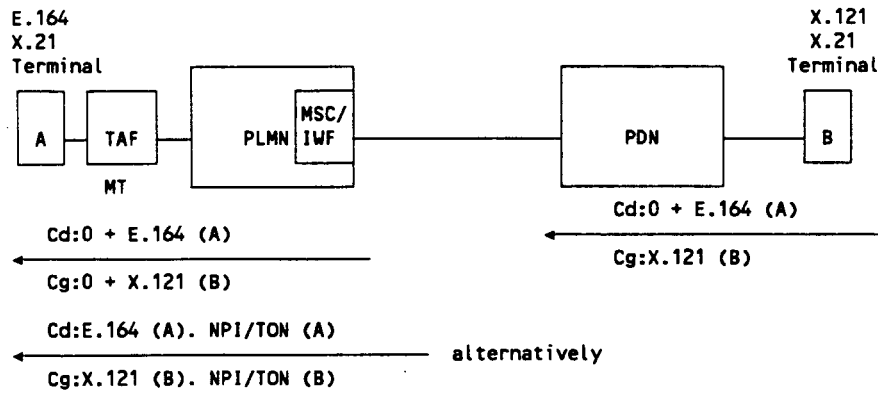 E.164
X.21
Terminal
X.121
X.21
Terminal
A
TAF
PLMN
MSC/
IWF
PDN
B
MT
Cd:0 + E.164 (A)
Cg:X.121 (B)
Cd:0 + E.164 (A)
Cg:0 + X.121 (B)
Cd:E.164 (A). NPI/TON (A)
alternatively
Cg:X.121 (B). NPI/TON (B)